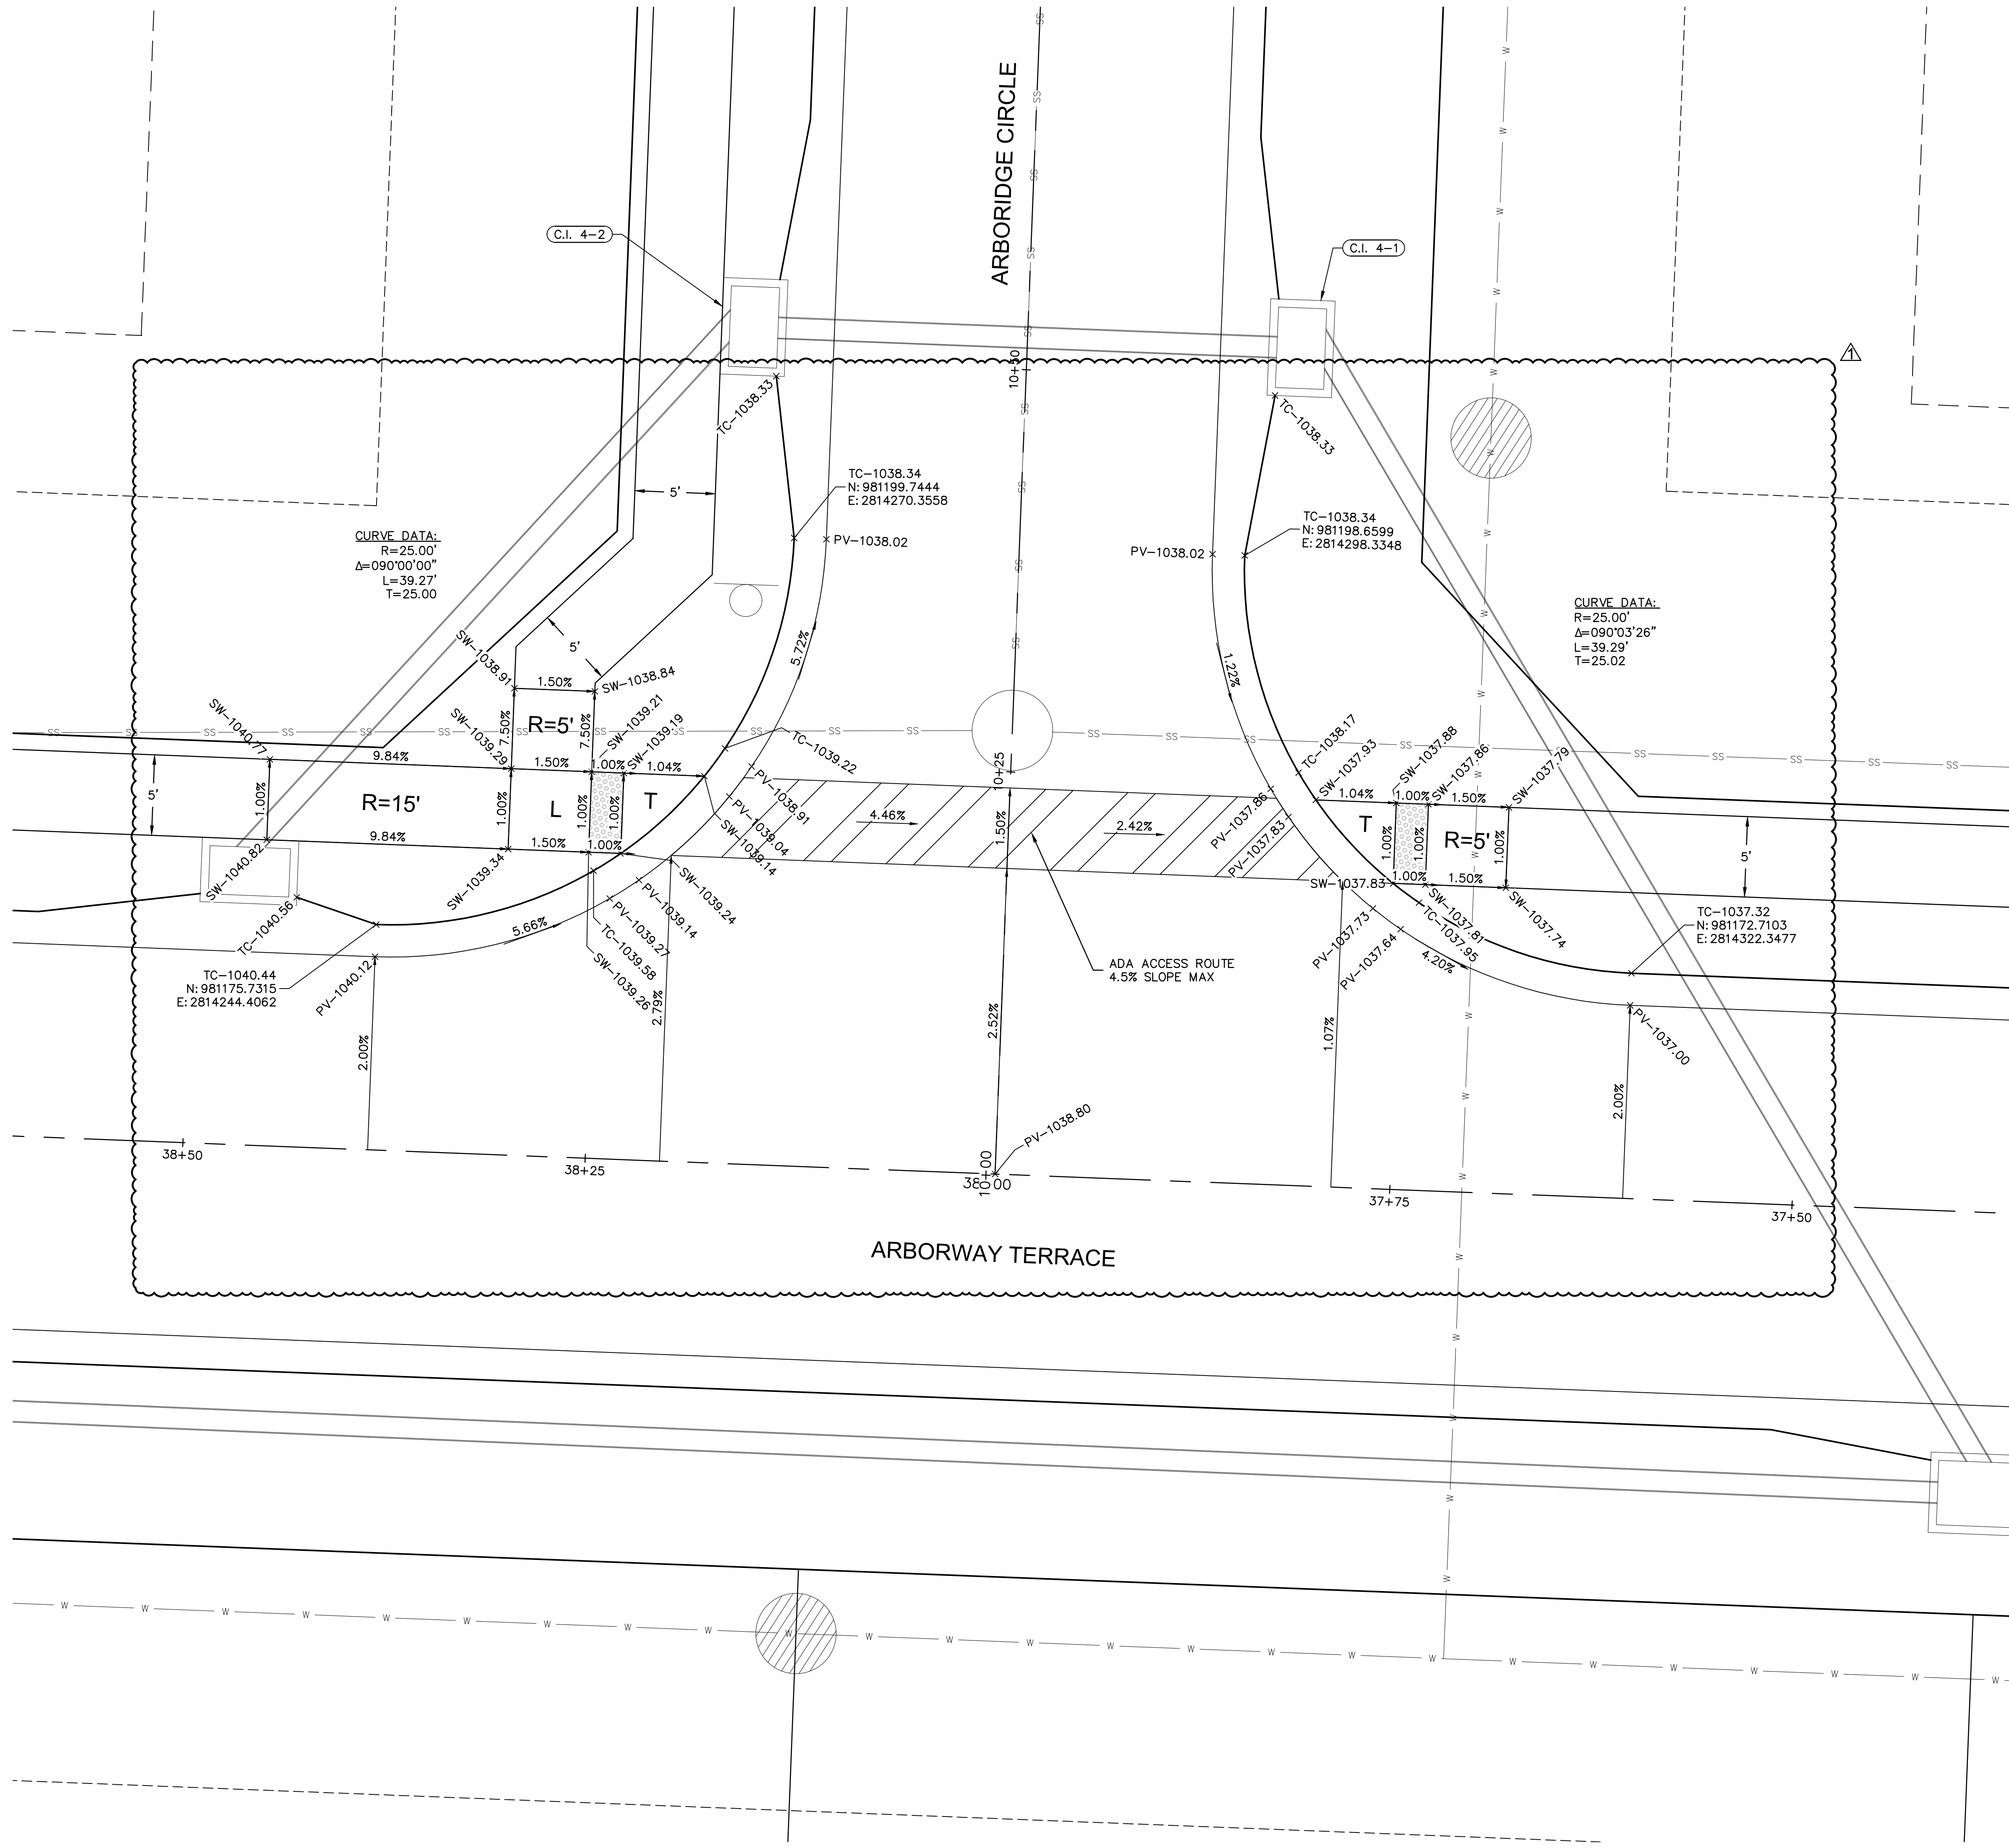 ARBORIDGE CIRCLE
C.I. 4-2
C.I. 4-1
10+50
1
TC-1038.33
TC-1038.33
5'
TC-1038.34
N: 981199.7444
E: 2814270.3558
PV-1038.02
TC-1038.34
N: 981198.6599
E: 2814298.3348
PV-1038.02
CURVE DATA:
R=25.00'
Δ=090°00'00"
L=39.27'
T=25.00
CURVE DATA:
R=25.00'
Δ=090°03'26"
L=39.29'
T=25.02
5'
5.72%
1.22%
SW-1038.91
1.50%
SW-1038.84
SW-1040.77
SW-1039.29
7.50%
R=5'
7.50%
SW-1039.21
SW-1039.19
TC-1039.22
9.84%
1.50%
1.00%
1.04%
10+25
TC-1038.17
SW-1037.93
SW-1037.88
SW-1037.86
SW-1037.79
1.04%
1.00%
1.50%
5'
1.00%
R=15'
1.00%
L
1.00%
1.00%
T
PV-1038.91
PV-1039.04
SW-1039.14
4.46%
1.50%
2.42%
PV-1037.86
PV-1037.83
T
1.00%
1.00%
R=5'
1.00%
5'
9.84%
1.50%
1.00%
SW-1040.82
SW-1039.34
SW-1039.24
PV-1039.14
PV-1039.27
TC-1039.58
SW-1039.26
SW-1037.83
1.00%
1.50%
SW-1037.81
TC-1037.95
SW-1037.74
PV-1037.73
PV-1037.64
4.20%
TC-1037.32
N: 981172.7103
E: 2814322.3477
TC-1040.56
5.66%
TC-1040.44
N: 981175.7315
E: 2814244.4062
PV-1040.12
ADA ACCESS ROUTE
4.5% SLOPE MAX
2.00%
2.79%
2.52%
1.07%
2.00%
PV-1037.00
PV-1038.80
38+50
38+25
10+00
38+00
37+75
37+50
ARBORWAY TERRACE